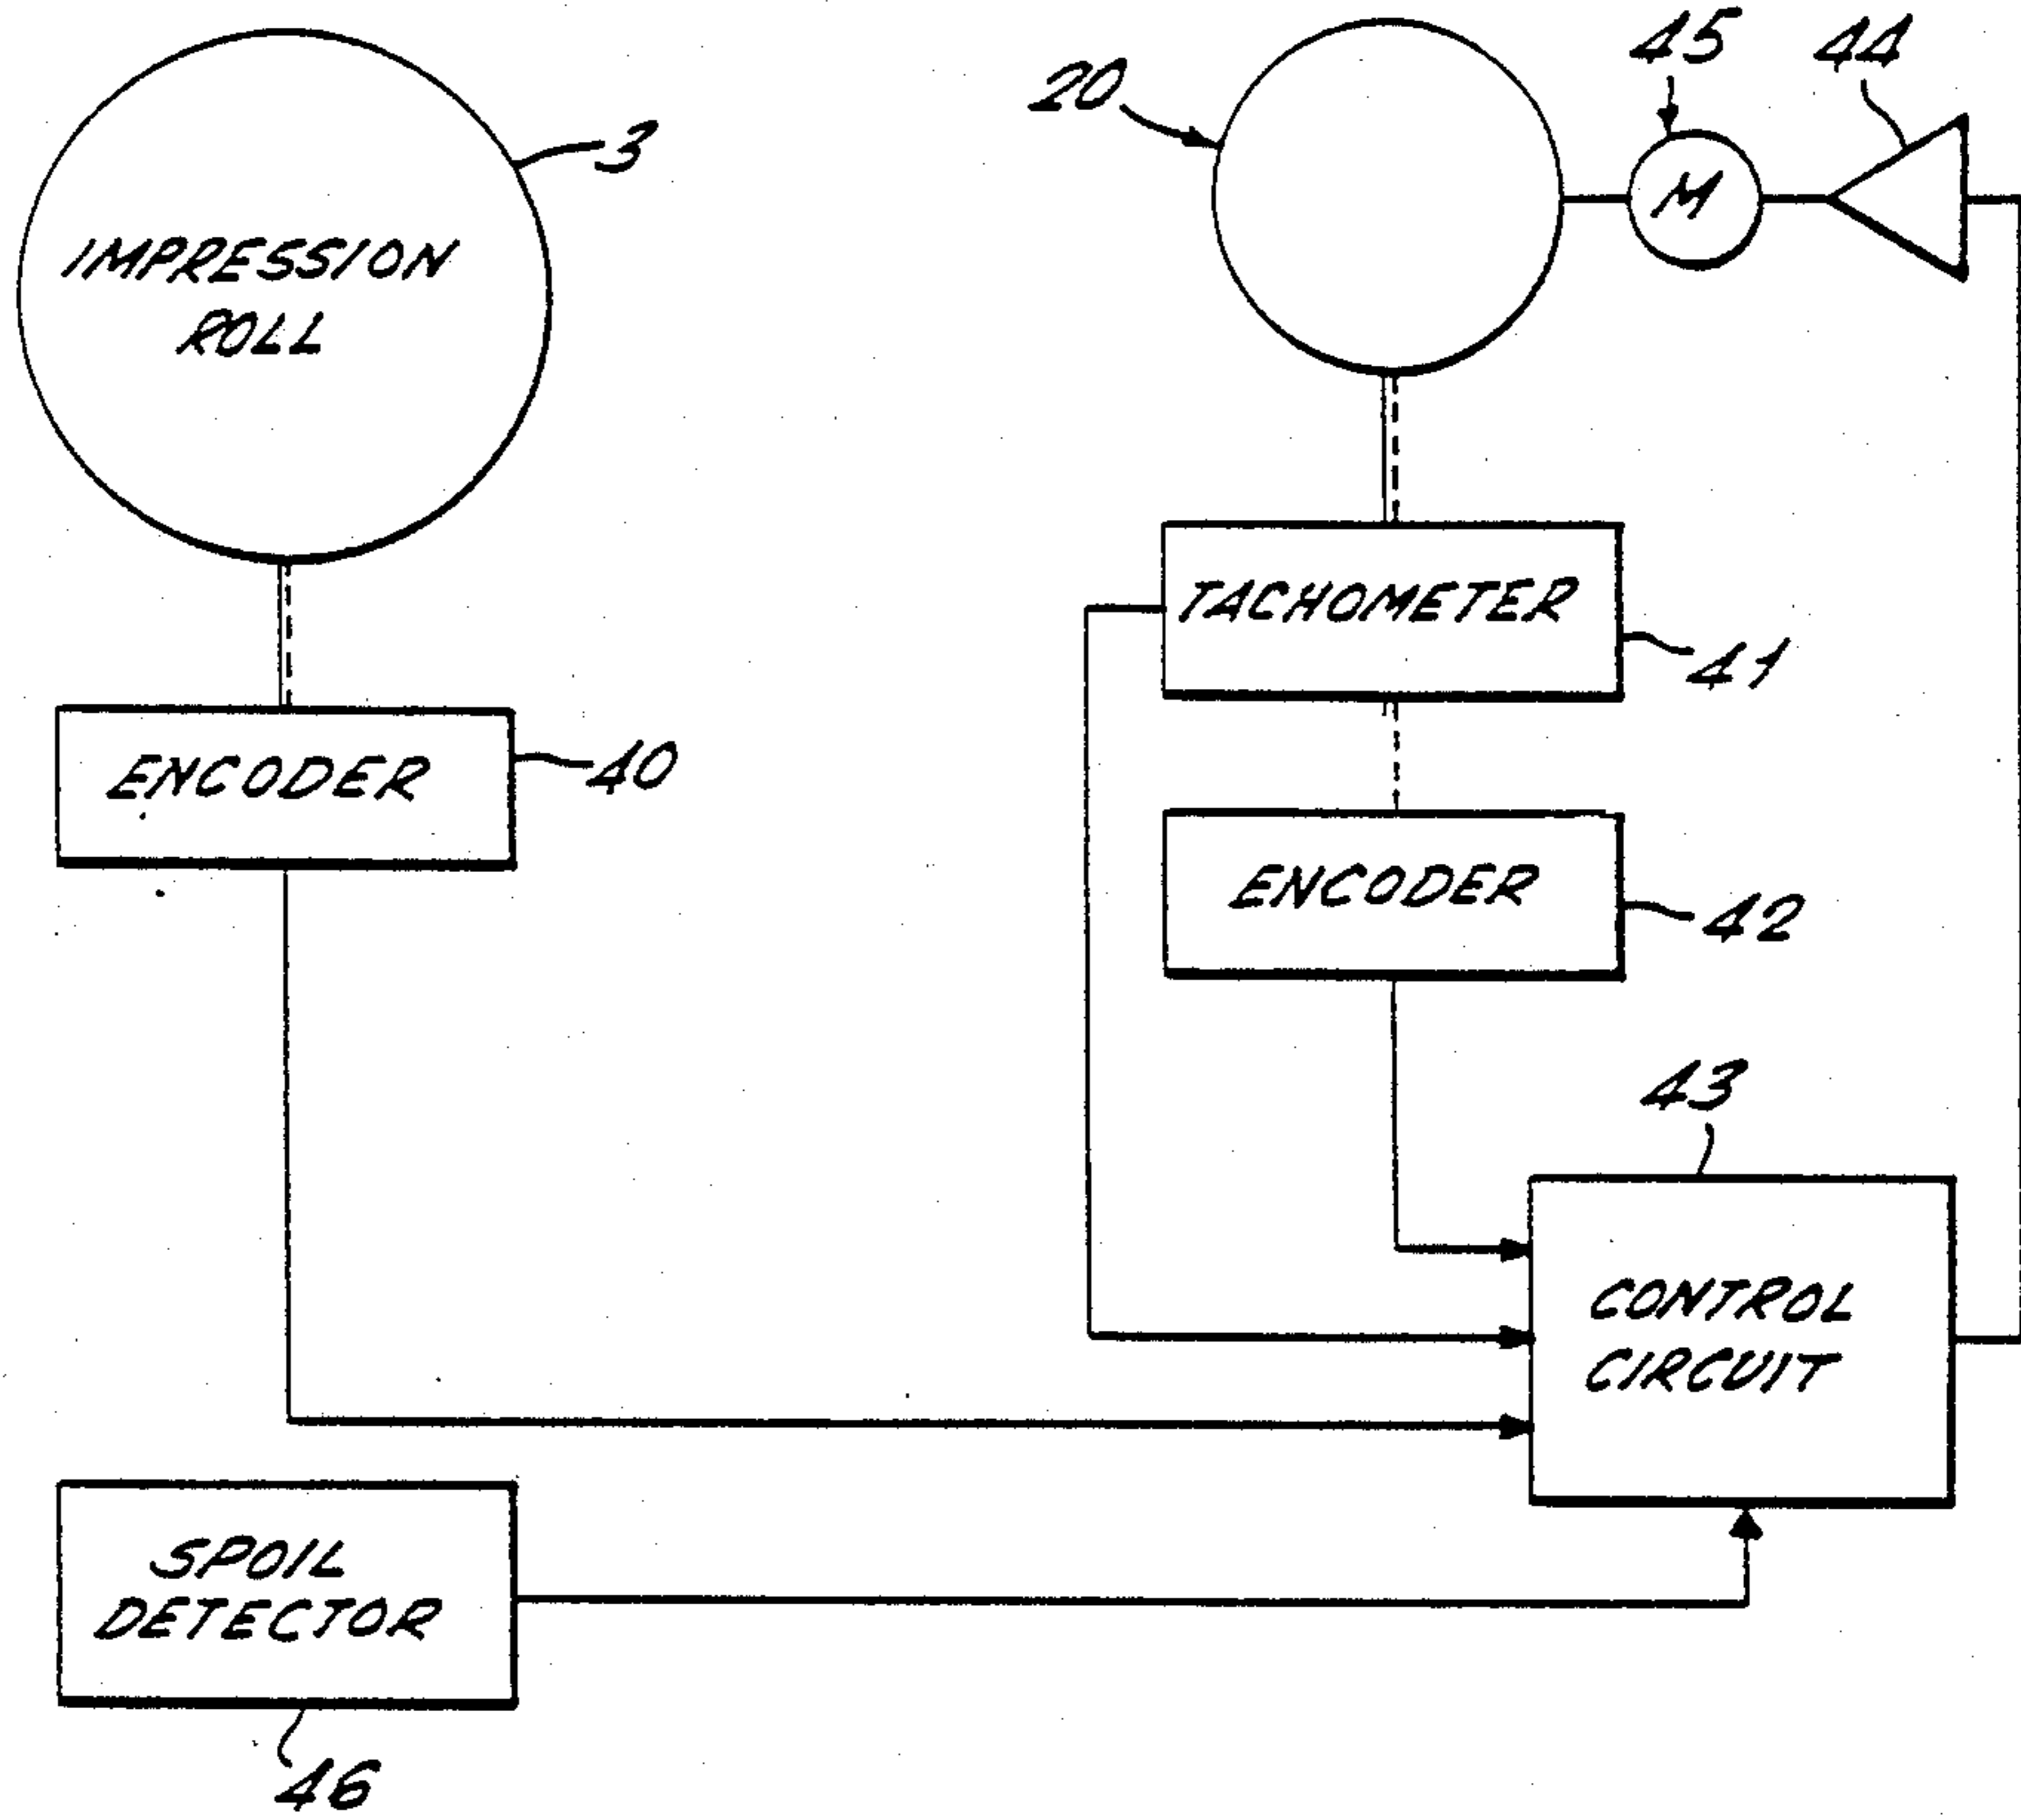 45
44
20
3
M
IMPRESSION
ROLL
TACHOMETER
41
ENCODER
40
ENCODER
42
43
CONTROL
CIRCUIT
SPOIL
DETECTOR
46